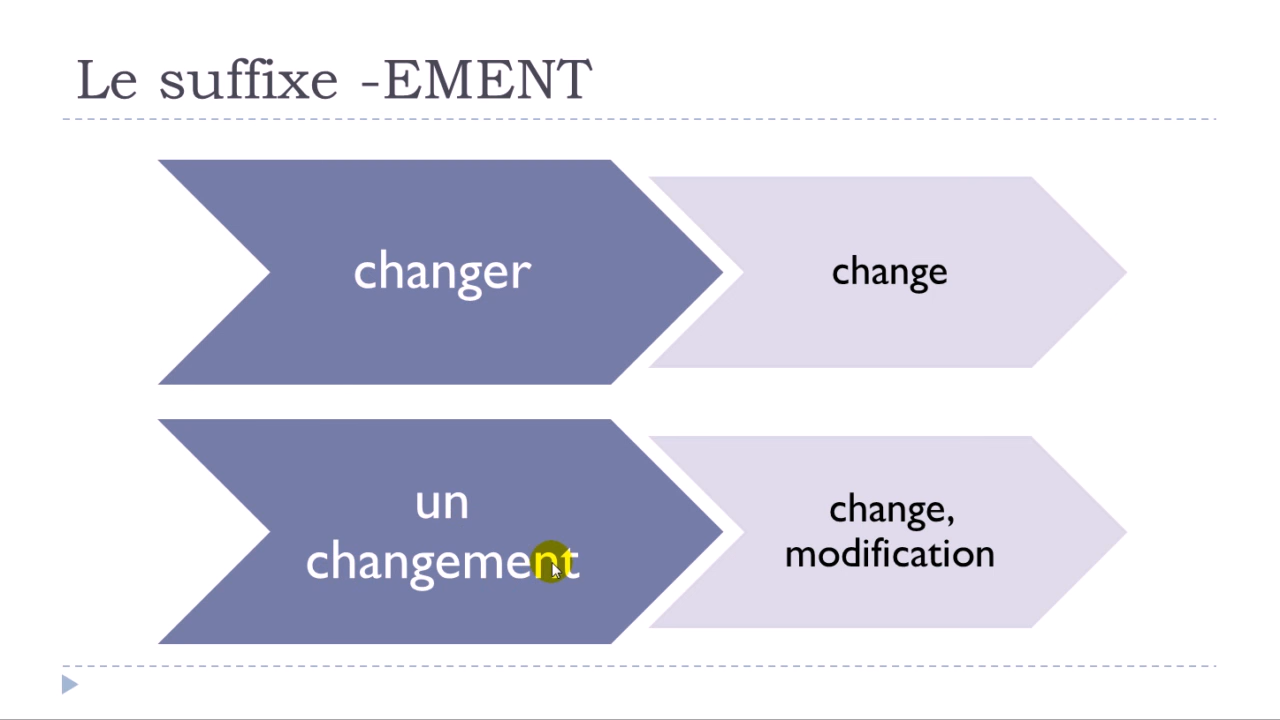 Le suffixe -EMENT
changer
change
un
changement
change,
modification